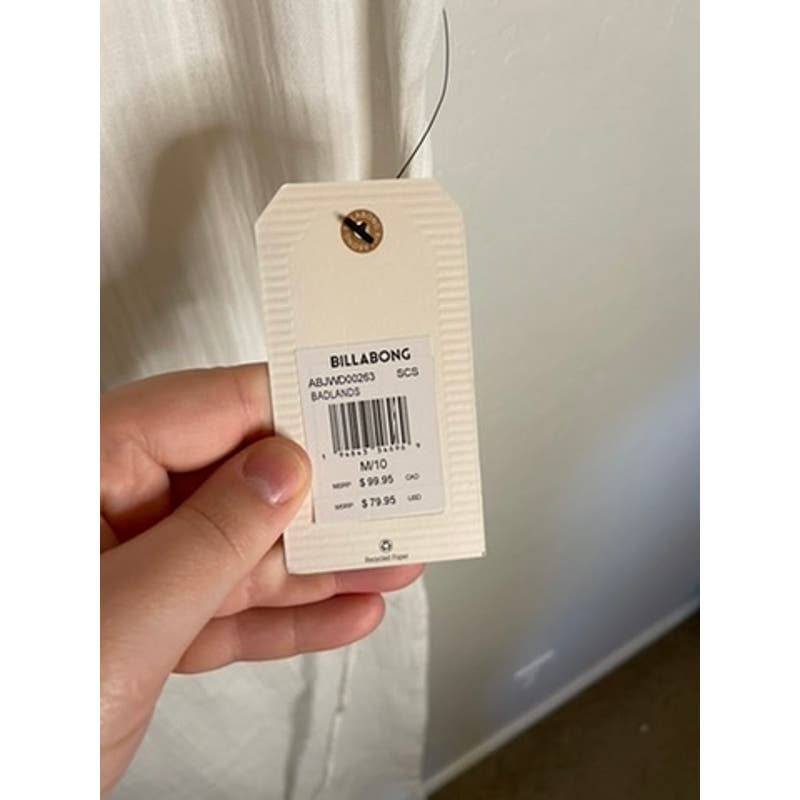 BILLABONG
ABJWD00263 SCS
BADLANDS
M/10
MSRP $99.95 CAD
MSRP $79.95 USD
Recycled Paper